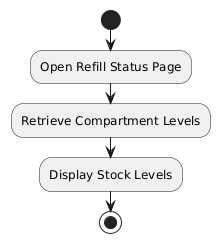 Open Refill Status Page
Retrieve Compartment Levels
Display Stock Levels